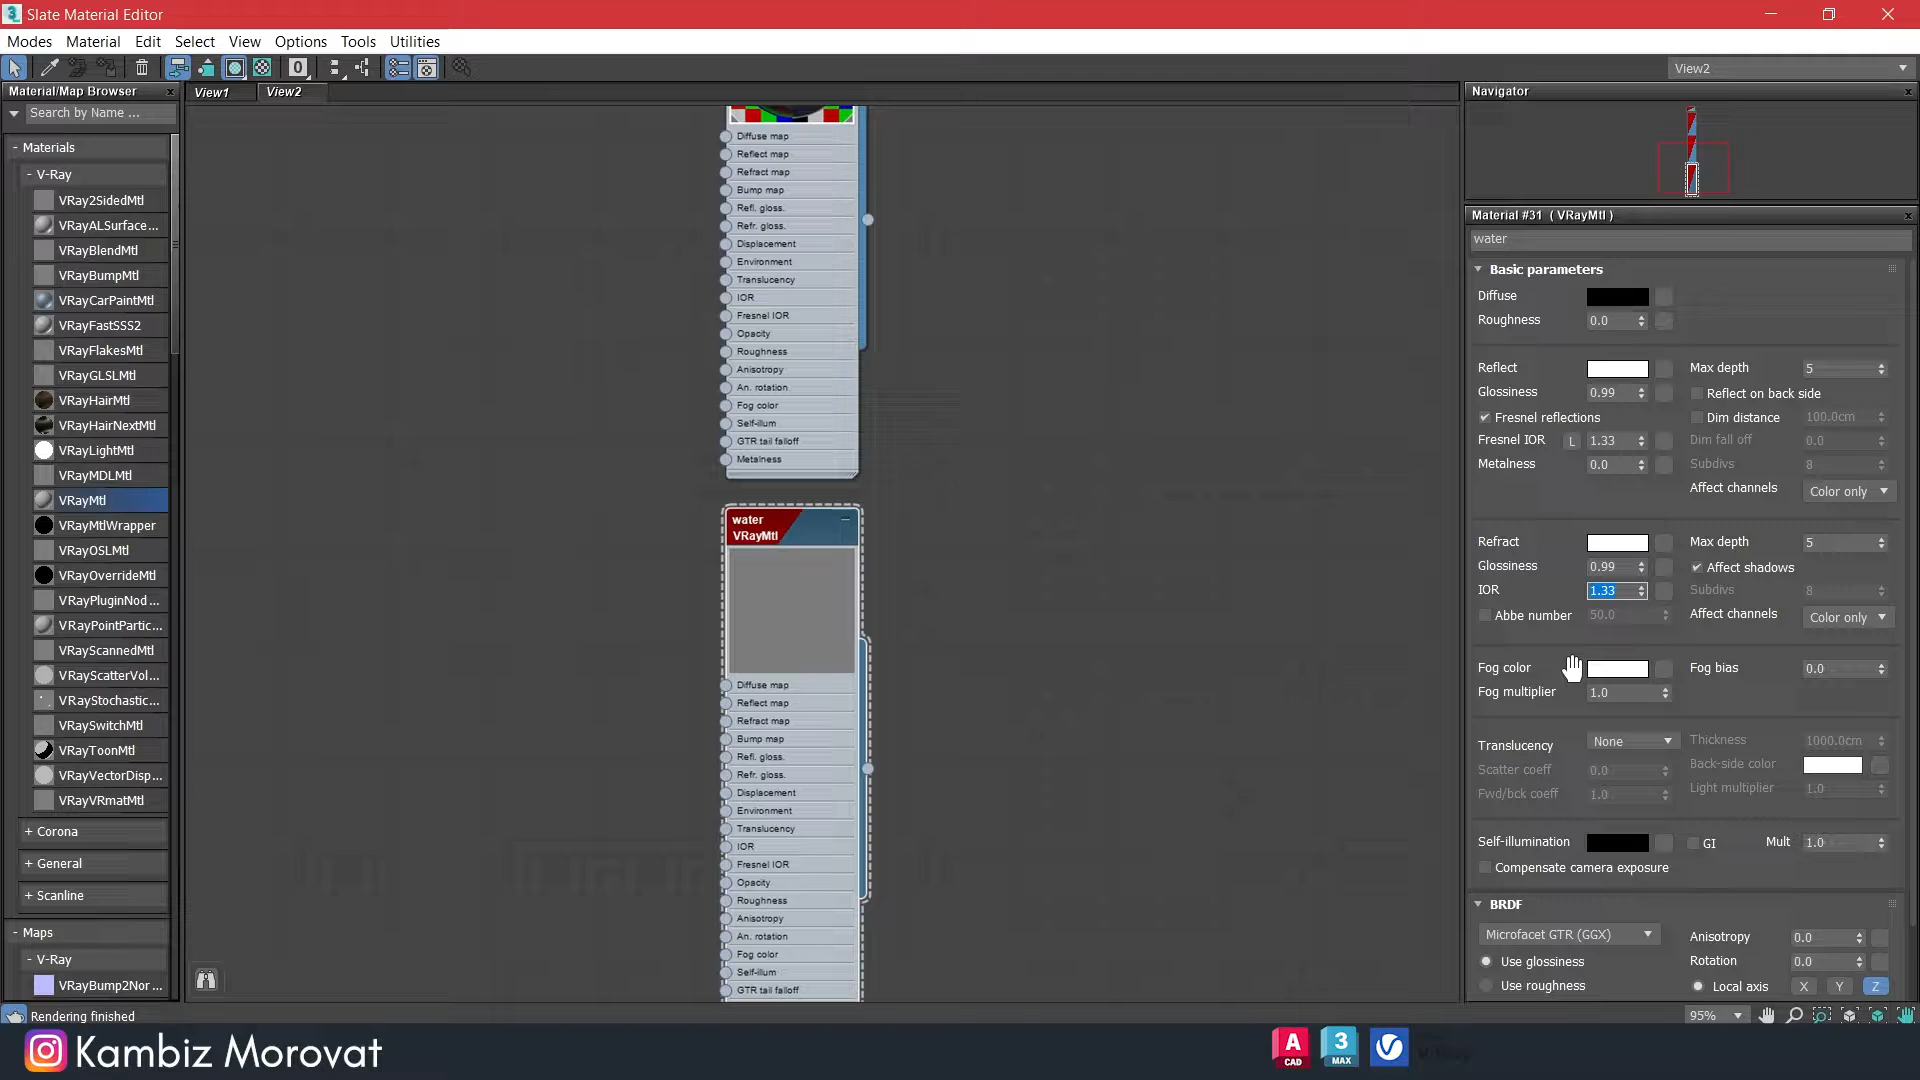 Slate Material Editor
Modes Material Edit Select View Options Tools Utilities
0
View2
Material/Map Browser
Search by Name ...
- Materials
- V-Ray
VRay2SidedMtl
VRayALSurface...
VRayBlendMtl
VRayBumpMtl
VRayCarPaintMtl
VRayFastSSS2
VRayFlakesMtl
VRayGLSLMtl
VRayHairMtl
VRayHairNextMtl
VRayLightMtl
VRayMDLMtl
VRayMtl
VRayMtlWrapper
VRayOSLMtl
VRayOverrideMtl
VRayPluginNod...
VRayPointPartic...
VRayScannedMtl
VRayScatterVol...
VRayStochastic...
VRaySwitchMtl
VRayToonMtl
VRayVectorDisp...
VRayVRmatMtl
+ Corona
+ General
+ Scanline
- Maps
- V-Ray
VRayBump2Nor...
View1 View2
Diffuse map
Reflect map
Refract map
Bump map
Refl. gloss.
Refr. gloss.
Displacement
Environment
Translucency
IOR
Fresnel IOR
Opacity
Roughness
Anisotropy
An. rotation
Fog color
Self-illum
GTR tail falloff
Metalness
water
VRayMtl
Diffuse map
Reflect map
Refract map
Bump map
Refl. gloss.
Refr. gloss.
Displacement
Environment
Translucency
IOR
Fresnel IOR
Opacity
Roughness
Anisotropy
An. rotation
Fog color
Self-illum
GTR tail falloff
Navigator
Material #31 ( VRayMtl )
water
Basic parameters
Diffuse
Roughness 0.0
Reflect Max depth 5
Glossiness 0.99 Reflect on back side
Fresnel reflections Dim distance 100.0cm
Fresnel IOR L 1.33 Dim fall off 0.0
Metalness 0.0 Subdivs 8
Affect channels Color only
Refract Max depth 5
Glossiness 0.99 Affect shadows
IOR 1.33 Subdivs 8
Abbe number 50.0 Affect channels Color only
Fog color Fog bias 0.0
Fog multiplier 1.0
Translucency None Thickness 1000.0cm
Scatter coeff 0.0 Back-side color
Fwd/bck coeff 1.0 Light multiplier 1.0
Self-illumination GI Mult 1.0
Compensate camera exposure
BRDF
Microfacet GTR (GGX) Anisotropy 0.0
Use glossiness Rotation 0.0
Use roughness Local axis X Y Z
Rendering finished 95%
Kambiz Morovat
A CAD 3 MAX V-Ray